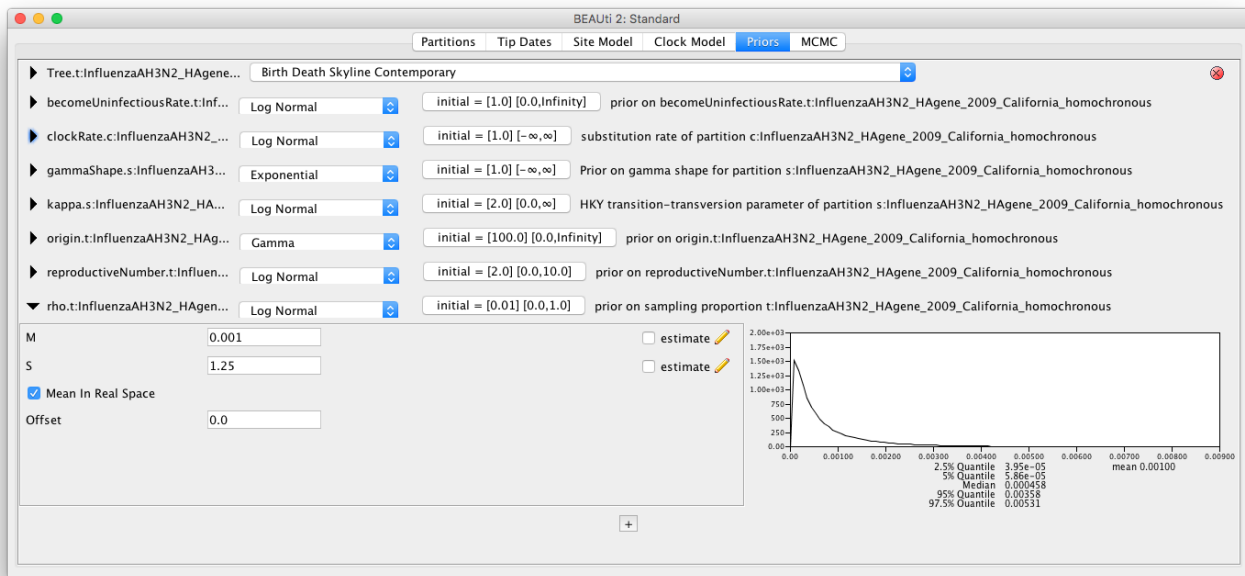 BEAUti 2: Standard
Partitions Tip Dates Site Model Clock Model Priors MCMC
Tree.t:InfluenzaAH3N2_HAgene... Birth Death Skyline Contemporary
becomeUninfectiousRate.t:Inf... Log Normal initial = [1.0] [0.0,Infinity] prior on becomeUninfectiousRate.t:InfluenzaAH3N2_HAgene_2009_California_homochronous
clockRate.c:InfluenzaAH3N2_... Log Normal initial = [1.0] [-∞,∞] substitution rate of partition c:InfluenzaAH3N2_HAgene_2009_California_homochronous
gammaShape.s:InfluenzaAH3... Exponential initial = [1.0] [-∞,∞] Prior on gamma shape for partition s:InfluenzaAH3N2_HAgene_2009_California_homochronous
kappa.s:InfluenzaAH3N2_HA... Log Normal initial = [2.0] [0.0,∞] HKY transition-transversion parameter of partition s:InfluenzaAH3N2_HAgene_2009_California_homochronous
origin.t:InfluenzaAH3N2_HAg... Gamma initial = [100.0] [0.0,Infinity] prior on origin.t:InfluenzaAH3N2_HAgene_2009_California_homochronous
reproductiveNumber.t:Influen... Log Normal initial = [2.0] [0.0,10.0] prior on reproductiveNumber.t:InfluenzaAH3N2_HAgene_2009_California_homochronous
rho.t:InfluenzaAH3N2_HAgen... Log Normal initial = [0.01] [0.0,1.0] prior on sampling proportion t:InfluenzaAH3N2_HAgene_2009_California_homochronous
M 0.001 estimate
S 1.25 estimate
Mean In Real Space
Offset 0.0
2.00e+03
1.75e+03
1.50e+03
1.25e+03
1.00e+03
750
500
250
0.00
0.00 0.00100 0.00200 0.00300 0.00400 0.00500 0.00600 0.00700 0.00800 0.00900
2.5% Quantile 3.95e-05 mean 0.00100
5% Quantile 5.86e-05
Median 0.000458
95% Quantile 0.00358
97.5% Quantile 0.00531
+